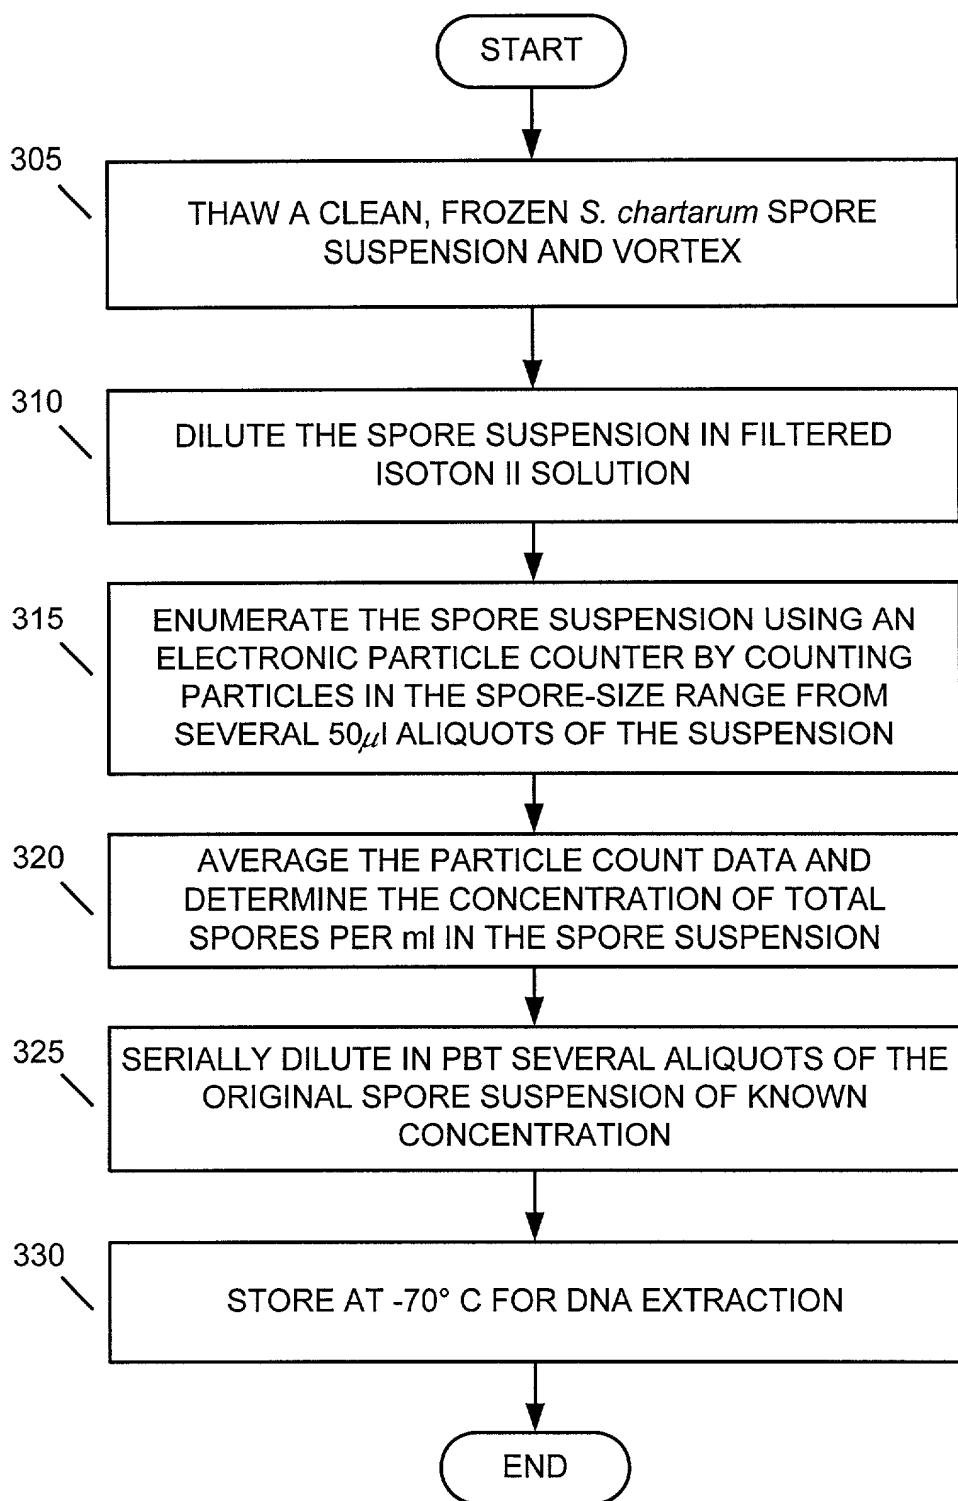 START
305
THAW A CLEAN, FROZEN S. chartarum SPORE
SUSPENSION AND VORTEX
310
DILUTE THE SPORE SUSPENSION IN FILTERED
ISOTON II SOLUTION
315
ENUMERATE THE SPORE SUSPENSION USING AN
ELECTRONIC PARTICLE COUNTER BY COUNTING
PARTICLES IN THE SPORE-SIZE RANGE FROM
SEVERAL 50μl ALIQUOTS OF THE SUSPENSION
320
AVERAGE THE PARTICLE COUNT DATA AND
DETERMINE THE CONCENTRATION OF TOTAL
SPORES PER ml IN THE SPORE SUSPENSION
325
SERIALLY DILUTE IN PBT SEVERAL ALIQUOTS OF THE
ORIGINAL SPORE SUSPENSION OF KNOWN
CONCENTRATION
330
STORE AT -70° C FOR DNA EXTRACTION
END